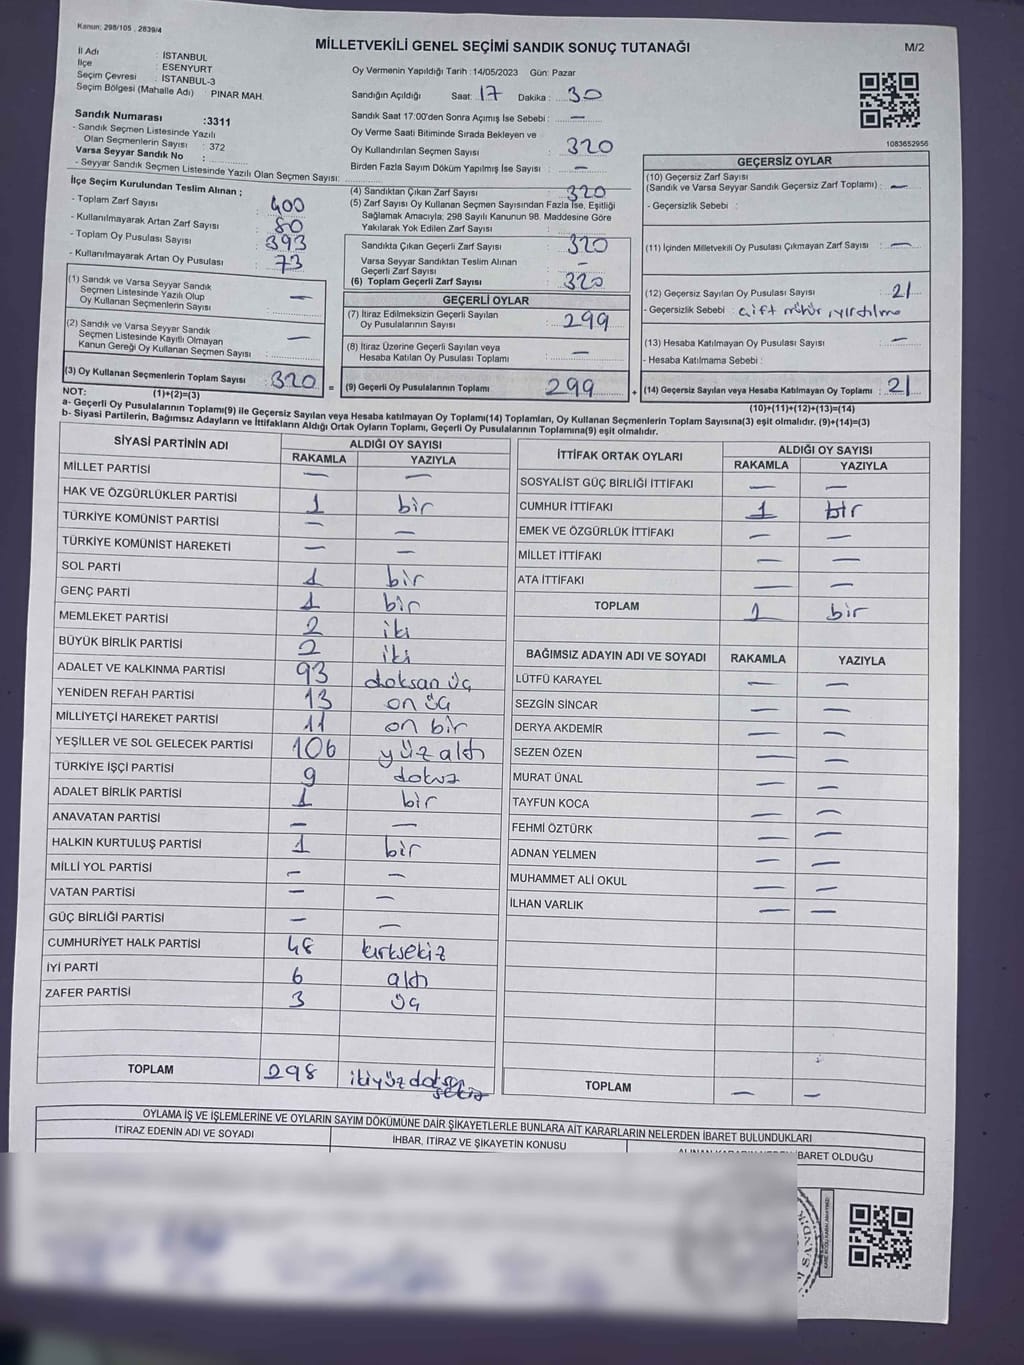 Kanun: 298/105 , 2839/4
MİLLETVEKİLİ GENEL SEÇİMİ SANDIK SONUÇ TUTANAĞI
M/2
İl Adı : İSTANBUL
İlçe : ESENYURT
Seçim Çevresi : İSTANBUL-3
Seçim Bölgesi (Mahalle Adı) : PINAR MAH.
Sandık Numarası :3311
- Sandık Seçmen Listesinde Yazılı
Olan Seçmenlerin Sayısı : 372
Varsa Seyyar Sandık No :
- Seyyar Sandık Seçmen Listesinde Yazılı Olan Seçmen Sayısı:
İlçe Seçim Kurulundan Teslim Alınan ;
- Toplam Zarf Sayısı : 400
- Kullanılmayarak Artan Zarf Sayısı : 80
- Toplam Oy Pusulası Sayısı : 393
- Kullanılmayarak Artan Oy Pusulası : 73
(1) Sandık ve Varsa Seyyar Sandık
Seçmen Listesinde Yazılı Olup
Oy Kullanan Seçmenlerin Sayısı : —
(2) Sandık ve Varsa Seyyar Sandık
Seçmen Listesinde Kayıtlı Olmayan
Kanun Gereği Oy Kullanan Seçmen Sayısı : —
(3) Oy Kullanan Seçmenlerin Toplam Sayısı : 320
(1)+(2)=(3)
Oy Vermenin Yapıldığı Tarih :14/05/2023 Gün: Pazar
Sandığın Açıldığı Saat: 17 Dakika : 30
Sandık Saat 17:00'den Sonra Açımış İse Sebebi : —
Oy Verme Saati Bitiminde Sırada Bekleyen ve
Oy Kullandırılan Seçmen Sayısı : 320
Birden Fazla Sayım Döküm Yapılmış İse Sayısı : —
(4) Sandıktan Çıkan Zarf Sayısı : 320
(5) Zarf Sayısı Oy Kullanan Seçmen Sayısından Fazla İse, Eşitliği
Sağlamak Amacıyla; 298 Sayılı Kanunun 98. Maddesine Göre
Yakılarak Yok Edilen Zarf Sayısı :
Sandıkta Çıkan Geçerli Zarf Sayısı : 320
Varsa Seyyar Sandıktan Teslim Alınan
Geçerli Zarf Sayısı : —
(6) Toplam Geçerli Zarf Sayısı : 320
GEÇERLİ OYLAR
(7) İtiraz Edilmeksizin Geçerli Sayılan
Oy Pusulalarının Sayısı : 299
(8) İtiraz Üzerine Geçerli Sayılan veya
Hesaba Katılan Oy Pusulası Toplamı : —
= (9) Geçerli Oy Pusulalarının Toplamı : 299
1083652956
GEÇERSİZ OYLAR
(10) Geçersiz Zarf Sayısı
(Sandık ve Varsa Seyyar Sandık Geçersiz Zarf Toplamı) : —
- Geçersizlik Sebebi :
(11) İçinden Milletvekili Oy Pusulası Çıkmayan Zarf Sayısı : —
(12) Geçersiz Sayılan Oy Pusulası Sayısı : 21
- Geçersizlik Sebebi : çift mühür, yırtılma
(13) Hesaba Katılmayan Oy Pusulası Sayısı : —
- Hesaba Katılmama Sebebi :
+ (14) Geçersiz Sayılan veya Hesaba Katılmayan Oy Toplamı : 21
(10)+(11)+(12)+(13)=(14)
NOT:
a- Geçerli Oy Pusulalarının Toplamı(9) ile Geçersiz Sayılan veya Hesaba katılmayan Oy Toplamı(14) Toplamları, Oy Kullanan Seçmenlerin Toplam Sayısına(3) eşit olmalıdır. (9)+(14)=(3)
b- Siyasi Partilerin, Bağımsız Adayların ve İttifakların Aldığı Ortak Oyların Toplamı, Geçerli Oy Pusulalarının Toplamına(9) eşit olmalıdır.
SİYASİ PARTİNİN ADI ALDIĞI OY SAYISI
RAKAMLA YAZIYLA
MİLLET PARTİSİ — —
HAK VE ÖZGÜRLÜKLER PARTİSİ 1 bir
TÜRKİYE KOMÜNİST PARTİSİ — —
TÜRKİYE KOMÜNİST HAREKETİ — —
SOL PARTİ 1 bir
GENÇ PARTİ 1 bir
MEMLEKET PARTİSİ 2 iki
BÜYÜK BİRLİK PARTİSİ 2 iki
ADALET VE KALKINMA PARTİSİ 93 doksan üç
YENİDEN REFAH PARTİSİ 13 on üç
MİLLİYETÇİ HAREKET PARTİSİ 11 on bir
YEŞİLLER VE SOL GELECEK PARTİSİ 106 yüz altı
TÜRKİYE İŞÇİ PARTİSİ 9 dokuz
ADALET BİRLİK PARTİSİ 1 bir
ANAVATAN PARTİSİ — —
HALKIN KURTULUŞ PARTİSİ 1 bir
MİLLİ YOL PARTİSİ — —
VATAN PARTİSİ — —
GÜÇ BİRLİĞİ PARTİSİ — —
CUMHURİYET HALK PARTİSİ 48 kırksekiz
İYİ PARTİ 6 altı
ZAFER PARTİSİ 3 üç
TOPLAM 298 ikiyüz doksan sekiz
İTTİFAK ORTAK OYLARI ALDIĞI OY SAYISI
RAKAMLA YAZIYLA
SOSYALİST GÜÇ BİRLİĞİ İTTİFAKI — —
CUMHUR İTTİFAKI 1 bir
EMEK VE ÖZGÜRLÜK İTTİFAKI — —
MİLLET İTTİFAKI — —
ATA İTTİFAKI — —
TOPLAM 1 bir
BAĞIMSIZ ADAYIN ADI VE SOYADI RAKAMLA YAZIYLA
LÜTFÜ KARAYEL — —
SEZGİN SİNCAR — —
DERYA AKDEMİR — —
SEZEN ÖZEN — —
MURAT ÜNAL — —
TAYFUN KOCA — —
FEHMİ ÖZTÜRK — —
ADNAN YELMEN — —
MUHAMMET ALİ OKUL — —
İLHAN VARLIK — —
TOPLAM — —
OYLAMA İŞ VE İŞLEMLERİNE VE OYLARIN SAYIM DÖKÜMÜNE DAİR ŞİKAYETLERLE BUNLARA AİT KARARLARIN NELERDEN İBARET BULUNDUKLARI
İTİRAZ EDENİN ADI VE SOYADI
İHBAR, İTİRAZ VE ŞİKAYETİN KONUSU
BARET OLDUĞU